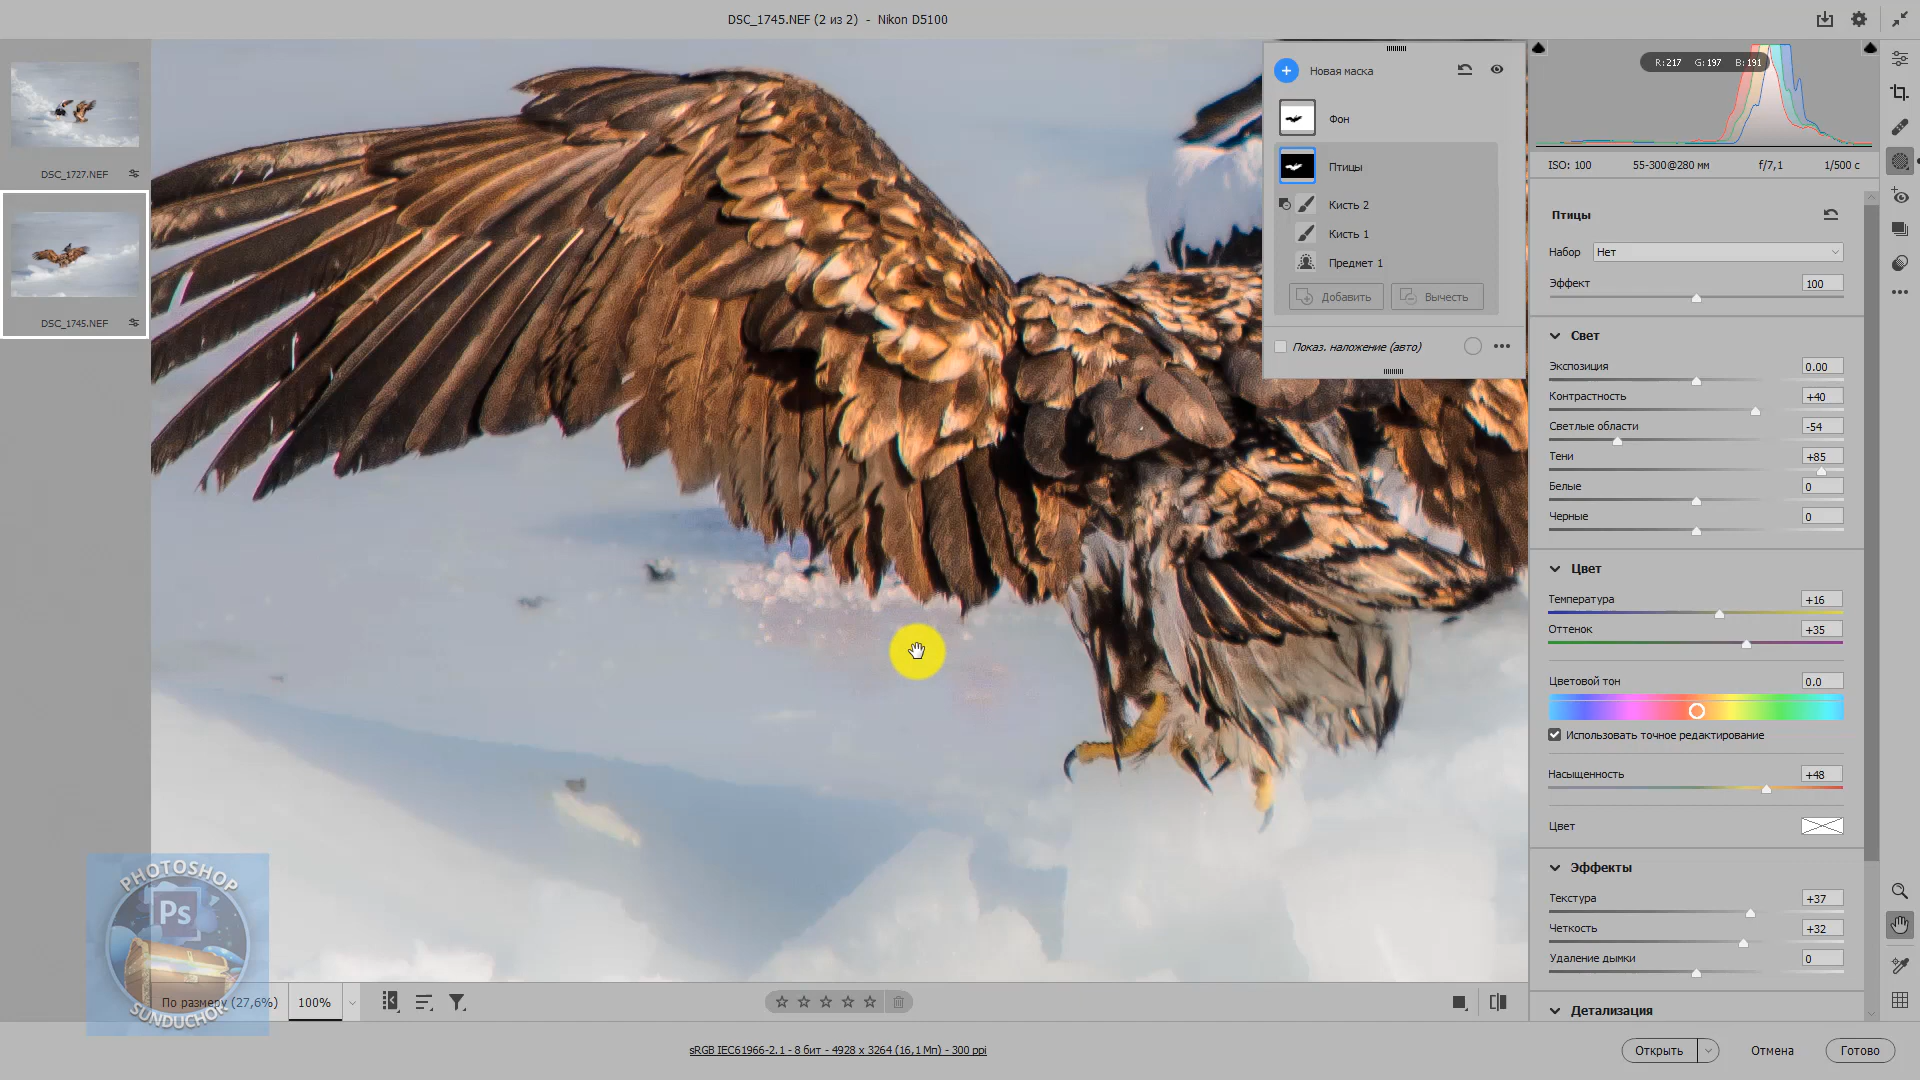 DSC_1745.NEF (2 из 2) - Nikon D5100
DSC_1727.NEF
DSC_1745.NEF
Новая маска
Фон
Птицы
Кисть 2
Кисть 1
Предмет 1
Добавить
Вычесть
Показ. наложение (авто)
R:217 G:197 B:191
ISO: 100 55-300@280 мм f/7,1 1/500 с
Птицы
Набор Нет
Эффект 100
Свет
Экспозиция 0.00
Контрастность +40
Светлые области -54
Тени +85
Белые 0
Черные 0
Цвет
Температура +16
Оттенок +35
Цветовой тон 0.0
Использовать точное редактирование
Насыщенность +48
Цвет
Эффекты
Текстура +37
Четкость +32
Удаление дымки 0
Детализация
PHOTOSHOP
Ps
SUNDUCHOK
По размеру (27,6%) 100%
sRGB IEC61966-2.1 - 8 бит - 4928 x 3264 (16,1 Мп) - 300 ppi
Открыть Отмена Готово